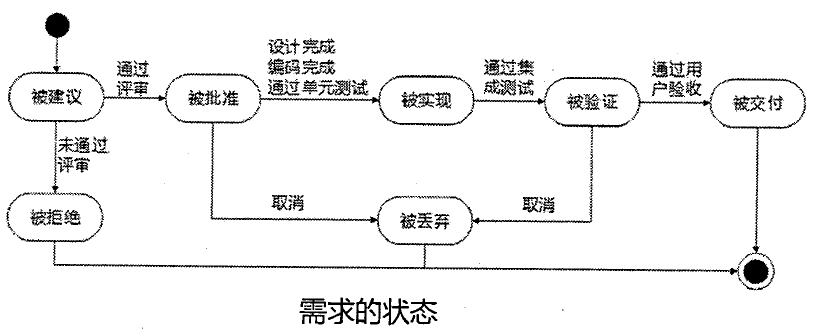 设计完成
编码完成
通过单元测试
通过
评审
通过集
成测试
通过用
户验收
被建议
被批准
被实现
被验证
被交付
未通过
评审
取消
取消
被拒绝
被丢弃
需求的状态